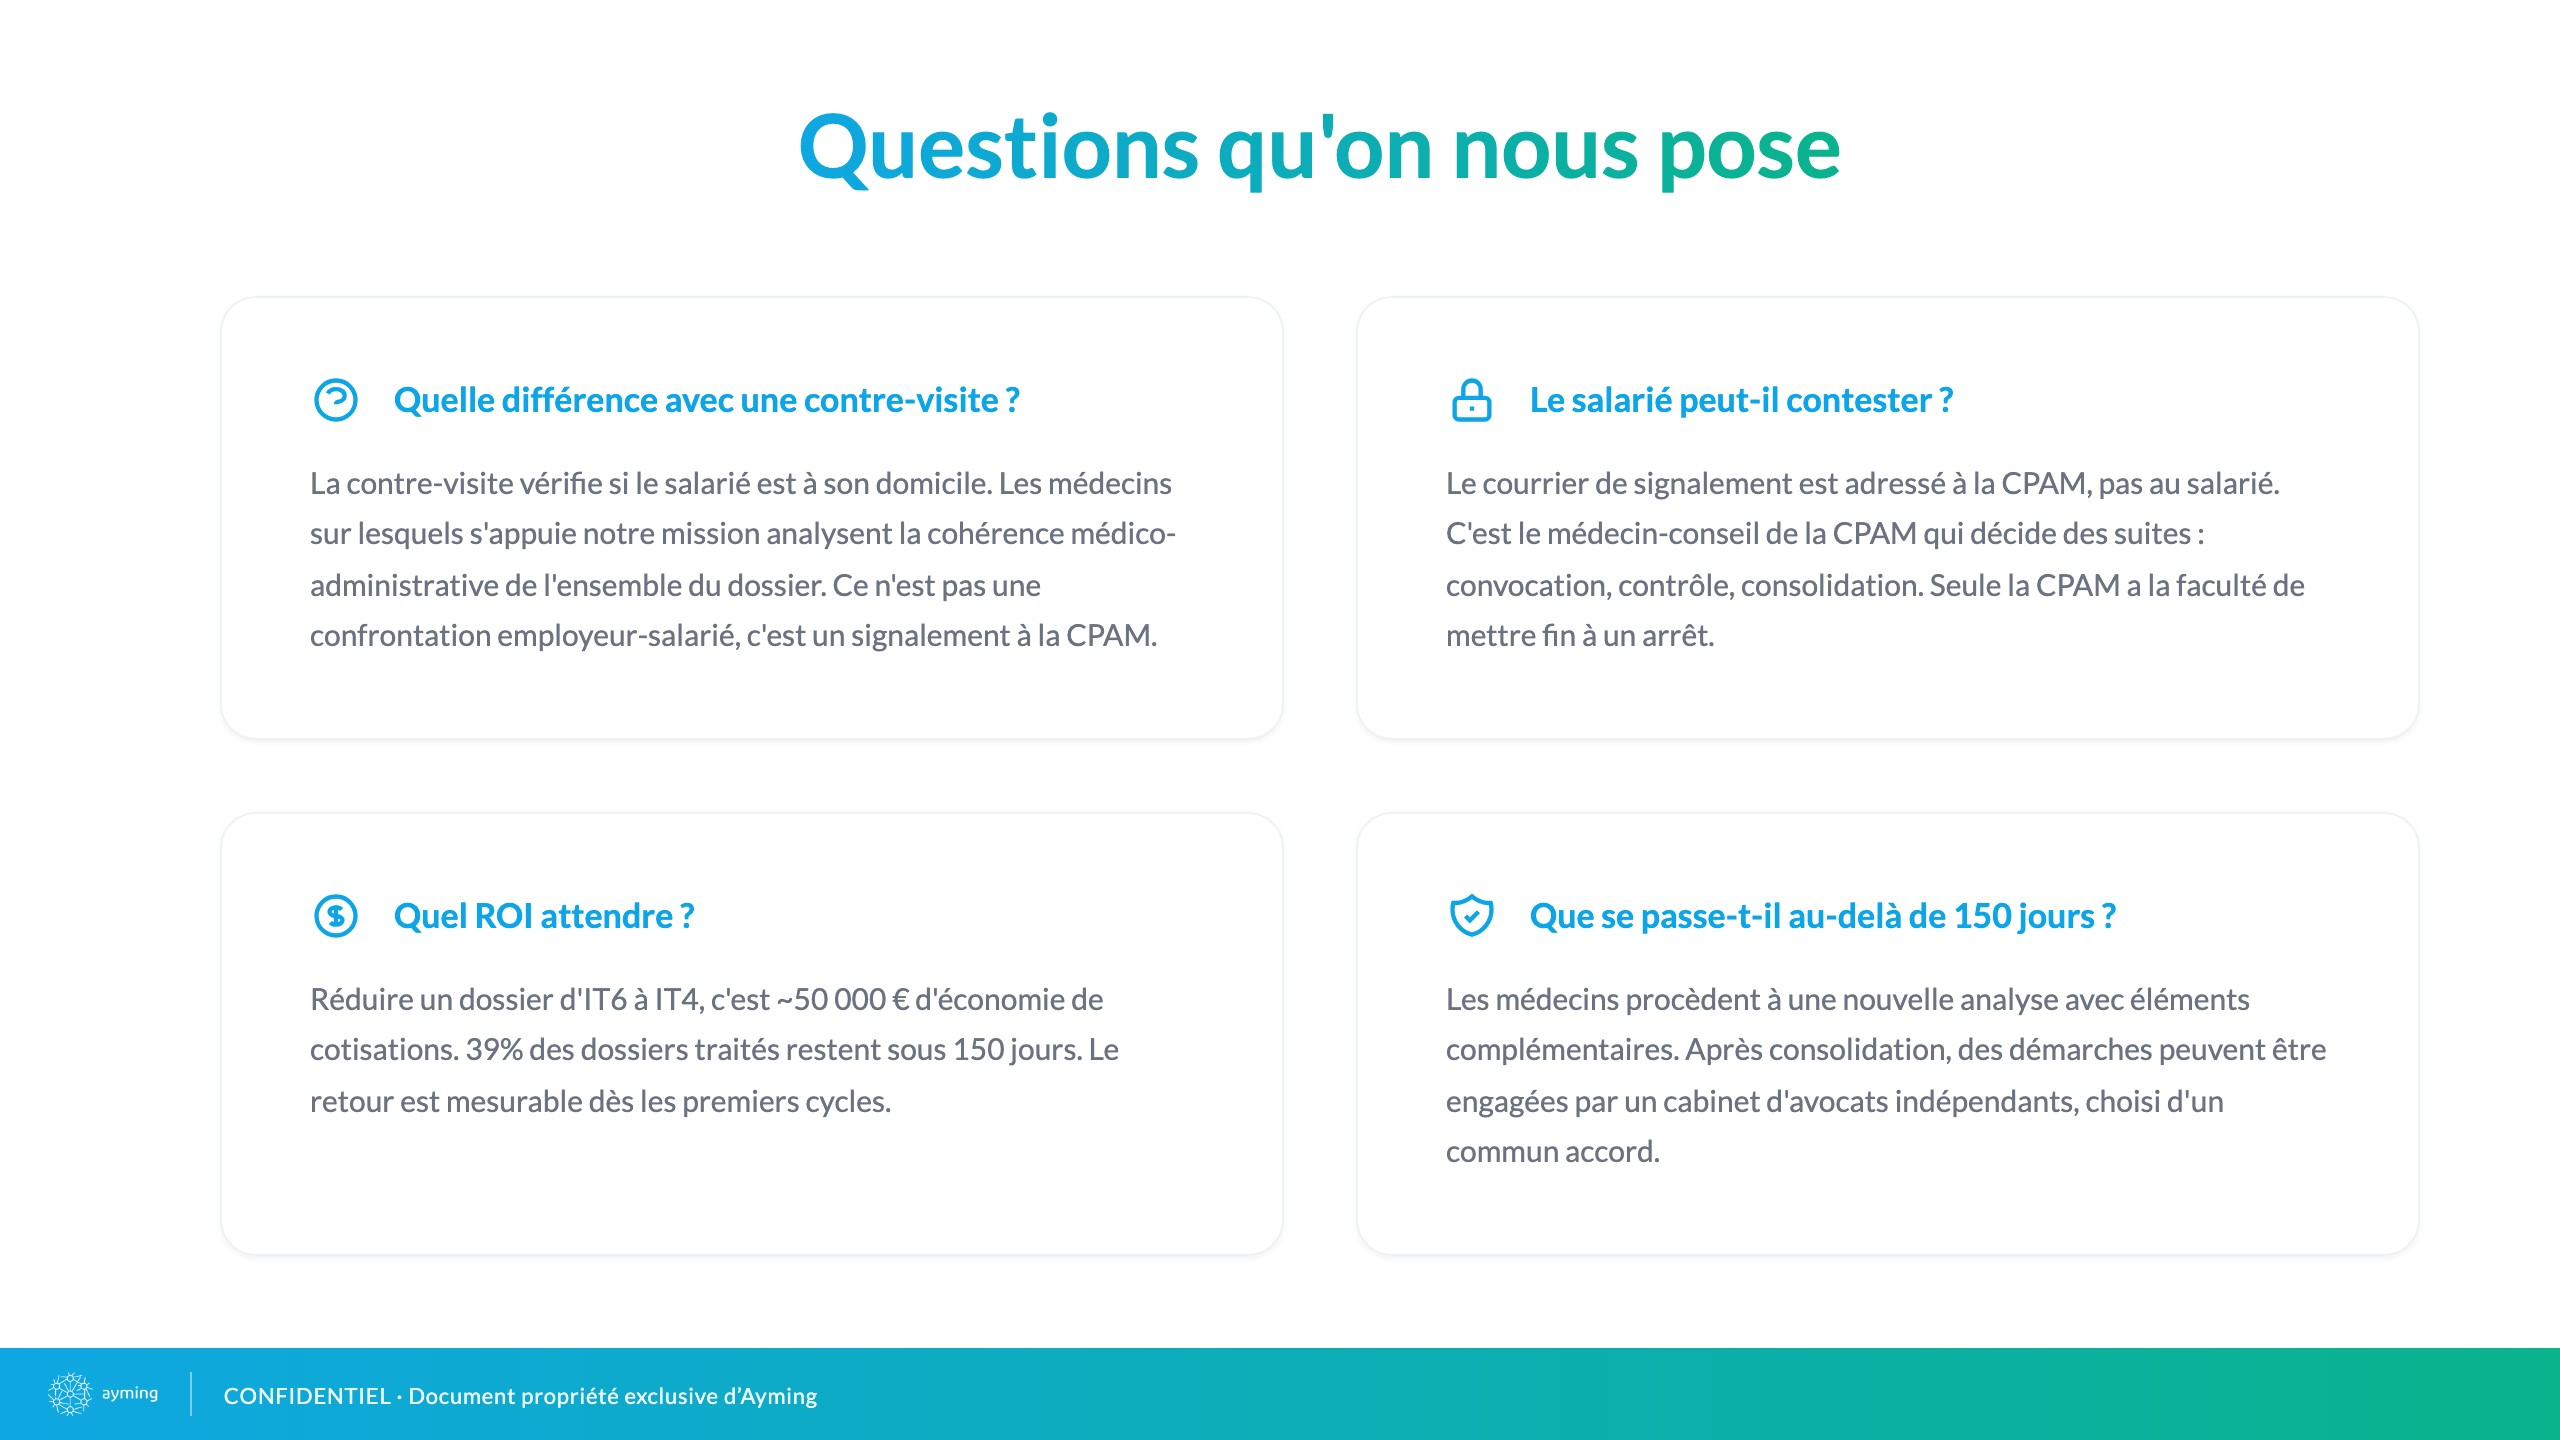 Questions qu'on nous pose
Quelle différence avec une contre-visite ?
La contre-visite vérifie si le salarié est à son domicile. Les médecins
sur lesquels s'appuie notre mission analysent la cohérence médico-
administrative de l'ensemble du dossier. Ce n'est pas une
confrontation employeur-salarié, c'est un signalement à la CPAM.
Le salarié peut-il contester ?
Le courrier de signalement est adressé à la CPAM, pas au salarié.
C'est le médecin-conseil de la CPAM qui décide des suites :
convocation, contrôle, consolidation. Seule la CPAM a la faculté de
mettre fin à un arrêt.
Quel ROI attendre ?
Réduire un dossier d'IT6 à IT4, c'est ~50 000 € d'économie de
cotisations. 39% des dossiers traités restent sous 150 jours. Le
retour est mesurable dès les premiers cycles.
Que se passe-t-il au-delà de 150 jours ?
Les médecins procèdent à une nouvelle analyse avec éléments
complémentaires. Après consolidation, des démarches peuvent être
engagées par un cabinet d'avocats indépendants, choisi d'un
commun accord.
ayming
CONFIDENTIEL · Document propriété exclusive d’Ayming